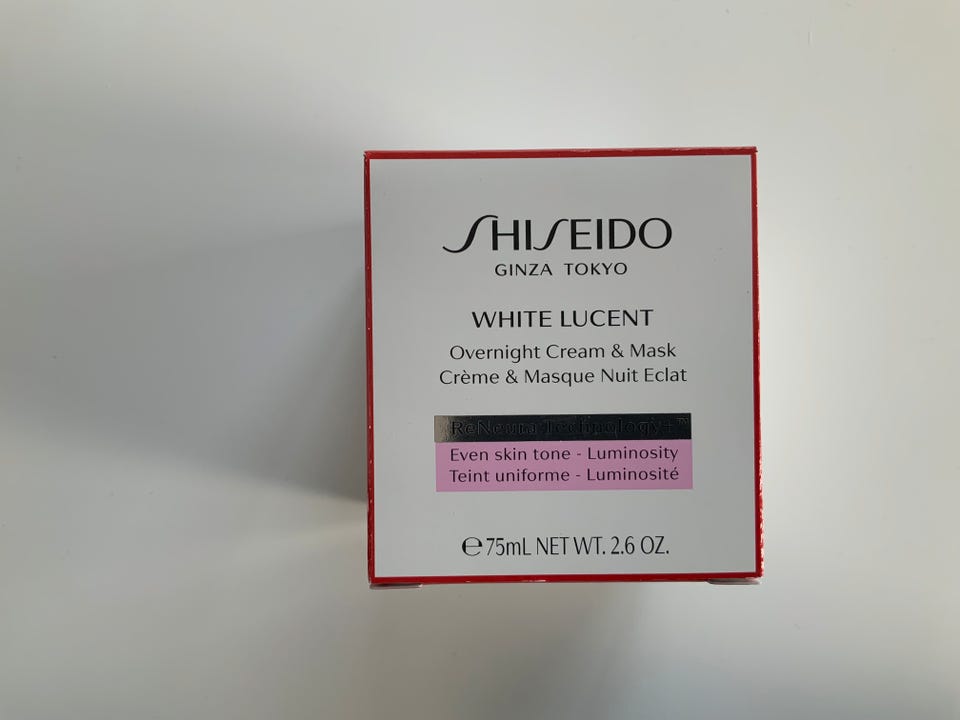 SHISEIDO
GINZA TOKYO
WHITE LUCENT
Overnight Cream & Mask
Crème & Masque Nuit Eclat
ReNeura Technology+™
Even skin tone - Luminosity
Teint uniforme - Luminosité
℮ 75mL NET WT. 2.6 OZ.